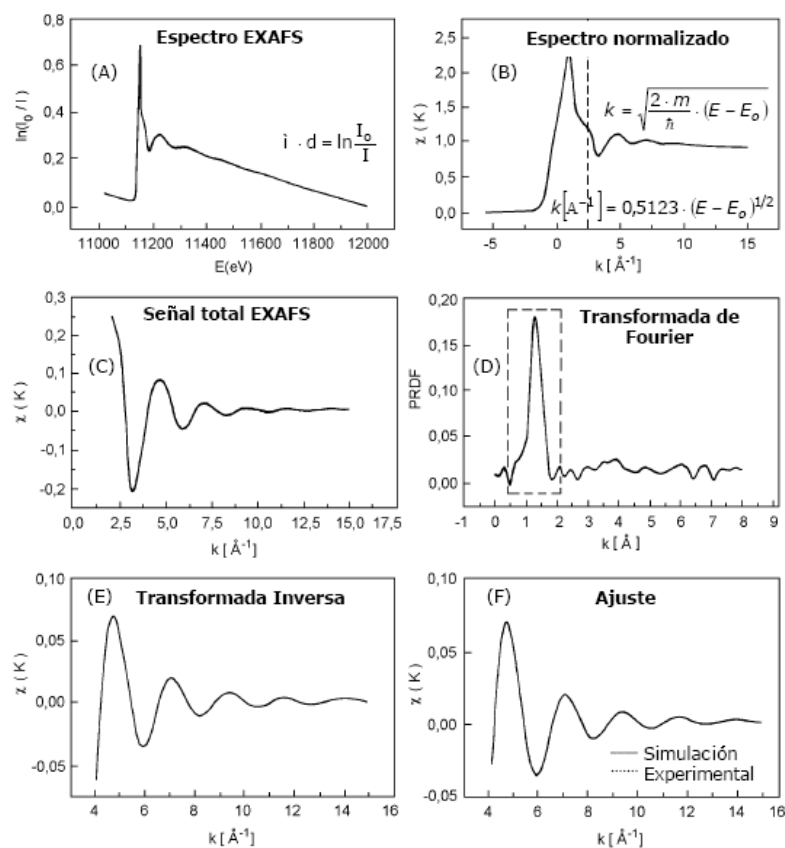 Espectro EXAFS
(A)
ln(I₀ / I)
0,6
0,4
0,2
0,0
ì · d = ln I₀/I
11000 11200 11400 11600 11800 12000
E(eV)
Espectro normalizado
(B)
χ ( K )
2,0
1,5
1,0
0,5
0,0
k = √(2 · m / ħ · (E – Eₒ))
k[A⁻¹] = 0,5123 · (E – Eₒ)^1/2
-5 0 5 10 15
k [ Å⁻¹]
Señal total EXAFS
(C)
χ ( K )
0,3
0,2
0,1
0,0
-0,1
-0,2
0,0 2,5 5,0 7,5 10,0 12,5 15,0 17,5
k [ Å⁻¹]
Transformada de
Fourier
(D)
PRDF
0,20
0,15
0,10
0,05
0,00
-1 0 1 2 3 4 5 6 7 8 9
k [ Å]
Transformada Inversa
(E)
χ ( K )
0,10
0,05
0,00
-0,05
4 6 8 10 12 14 16
k [ Å⁻¹]
Ajuste
(F)
χ ( K )
0,10
0,05
0,00
-0,05
Simulación
Experimental
4 6 8 10 12 14 16
k [ Å⁻¹]